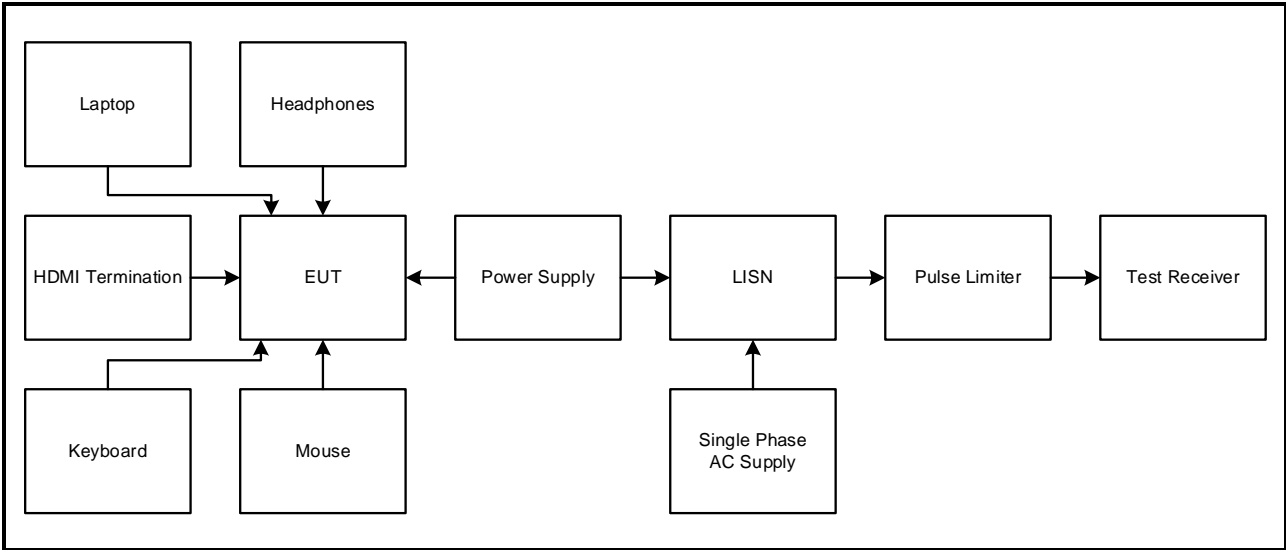 Laptop
Headphones
HDMI Termination
EUT
Power Supply
LISN
Pulse Limiter
Test Receiver
Keyboard
Mouse
Single Phase
AC Supply